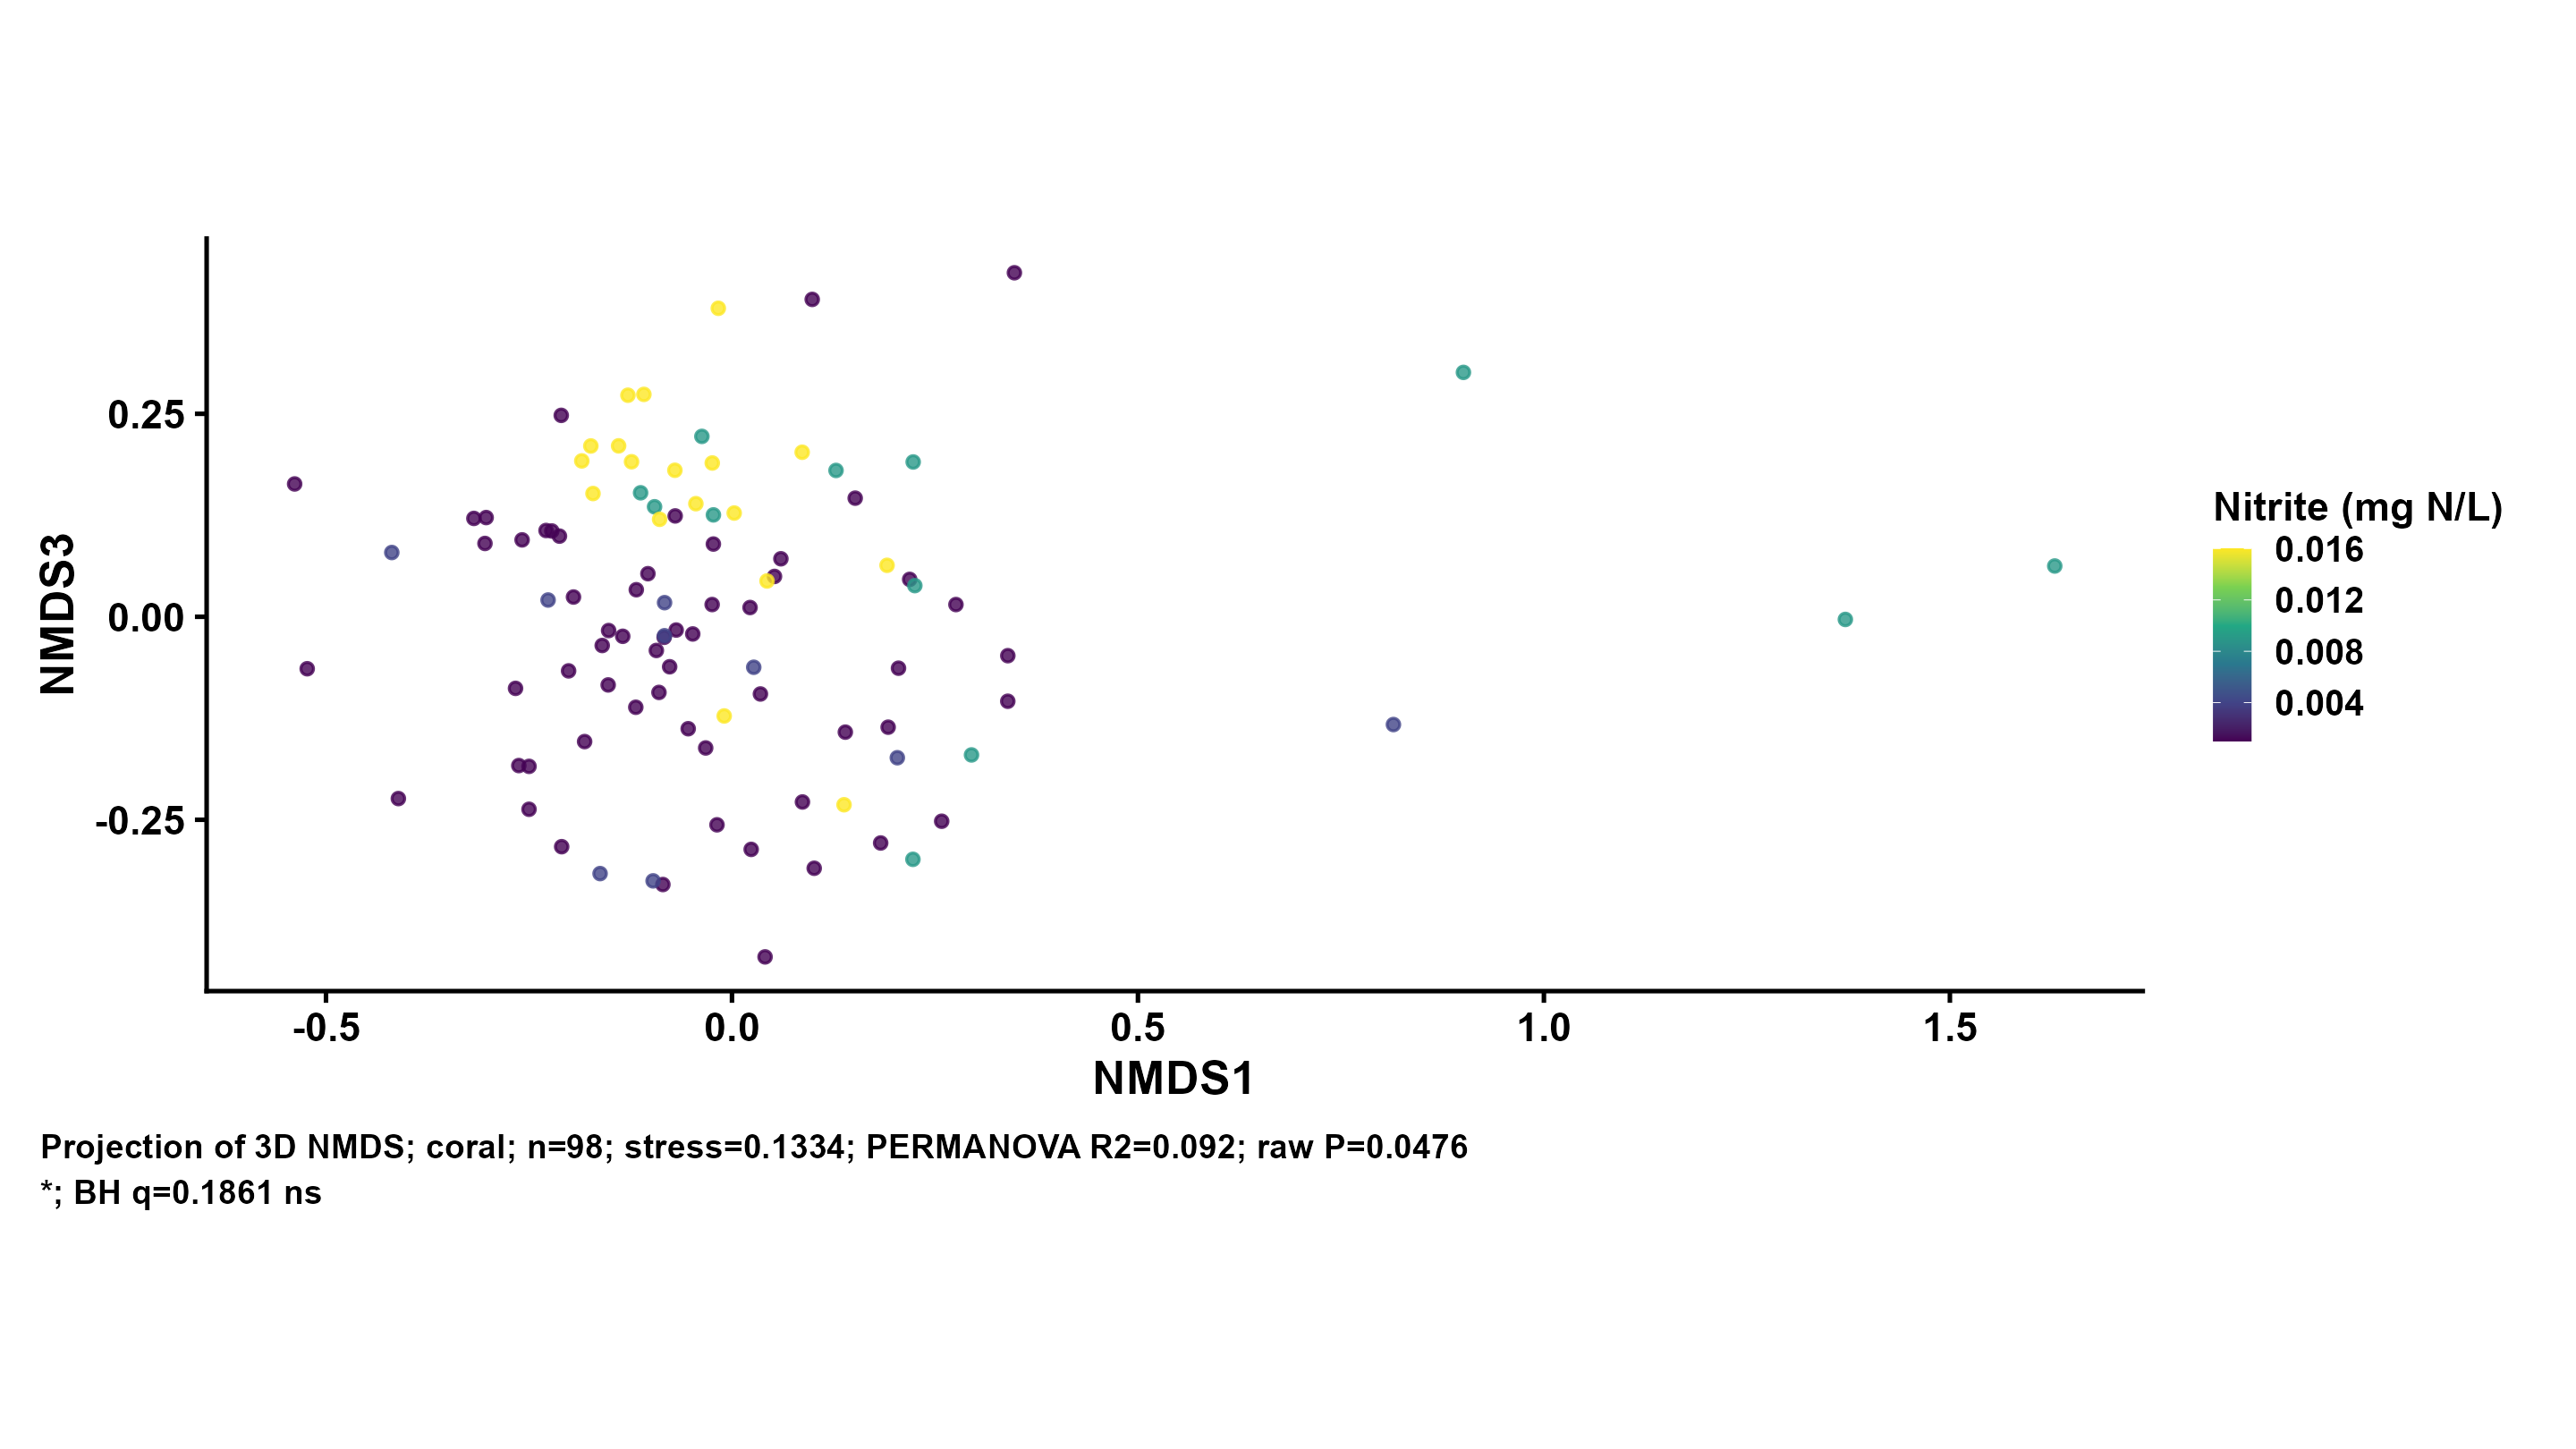 NMDS3
0.25
0.00
-0.25
-0.5
0.0
0.5
1.0
1.5
NMDS1
Nitrite (mg N/L)
0.016
0.012
0.008
0.004
Projection of 3D NMDS; coral; n=98; stress=0.1334; PERMANOVA R2=0.092; raw P=0.0476
*; BH q=0.1861 ns